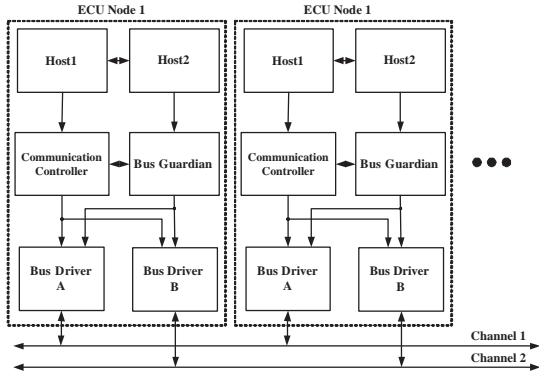 ECU Node 1
Host1
Host2
Communication
Controller
Bus Guardian
Bus Driver
A
Bus Driver
B
ECU Node 1
Host1
Host2
Communication
Controller
Bus Guardian
Bus Driver
A
Bus Driver
B
Channel 1
Channel 2